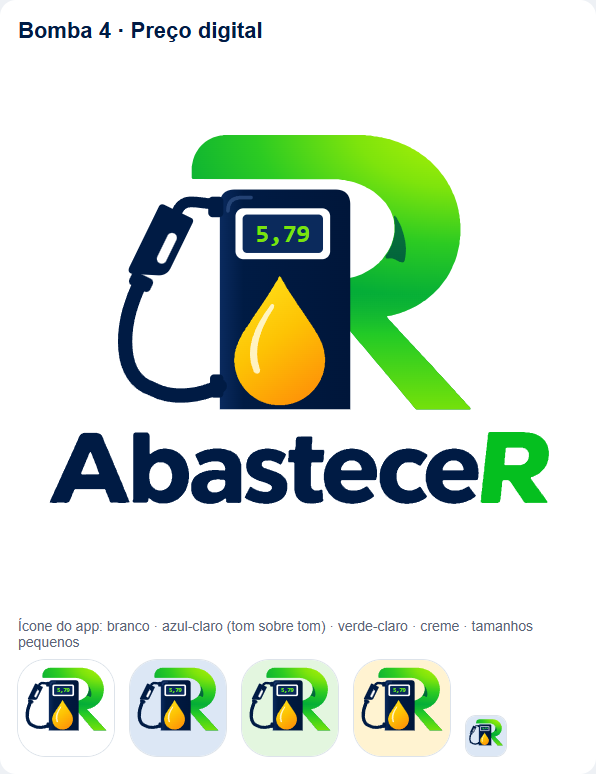 Bomba 4 · Preço digital
5,79
AbasteceR
Ícone do app: branco · azul-claro (tom sobre tom) · verde-claro · creme · tamanhos
pequenos
5,79
5,79
5,79
5,79